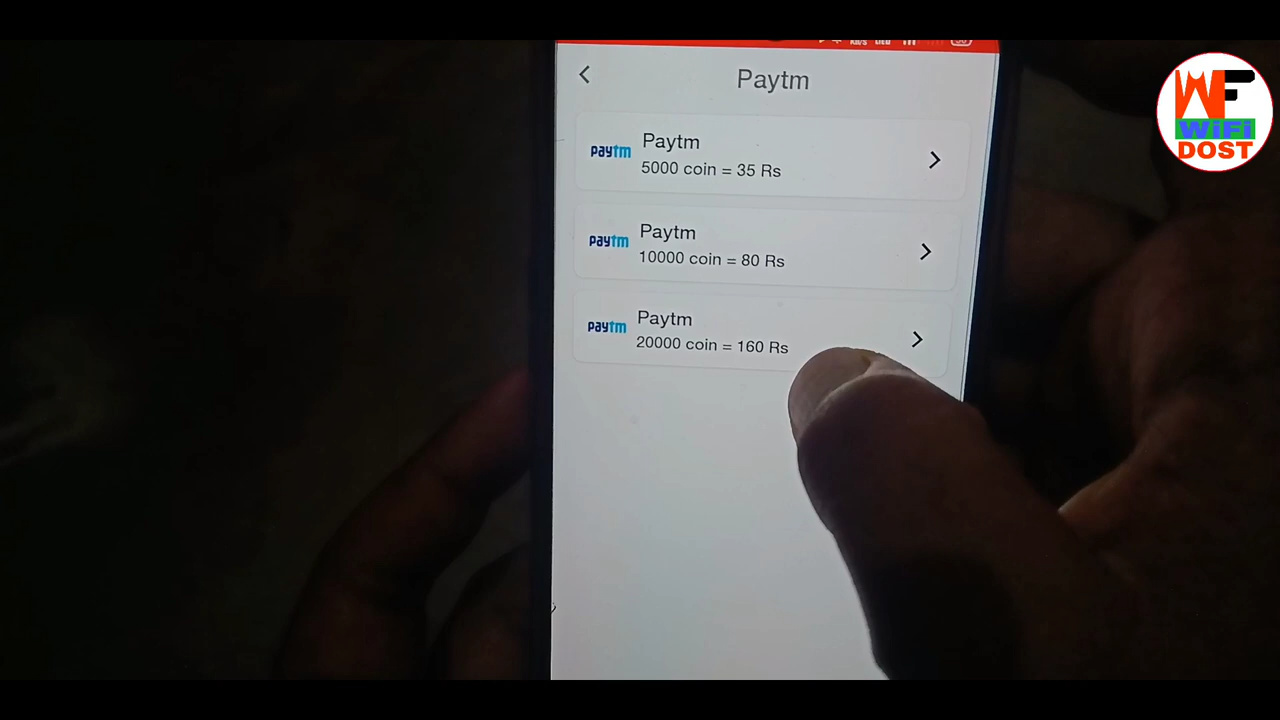 Paytm
paytm
Paytm
5000 coin = 35 Rs
paytm
Paytm
10000 coin = 80 Rs
paytm
Paytm
20000 coin = 160 Rs
WF
WiFi
DOST